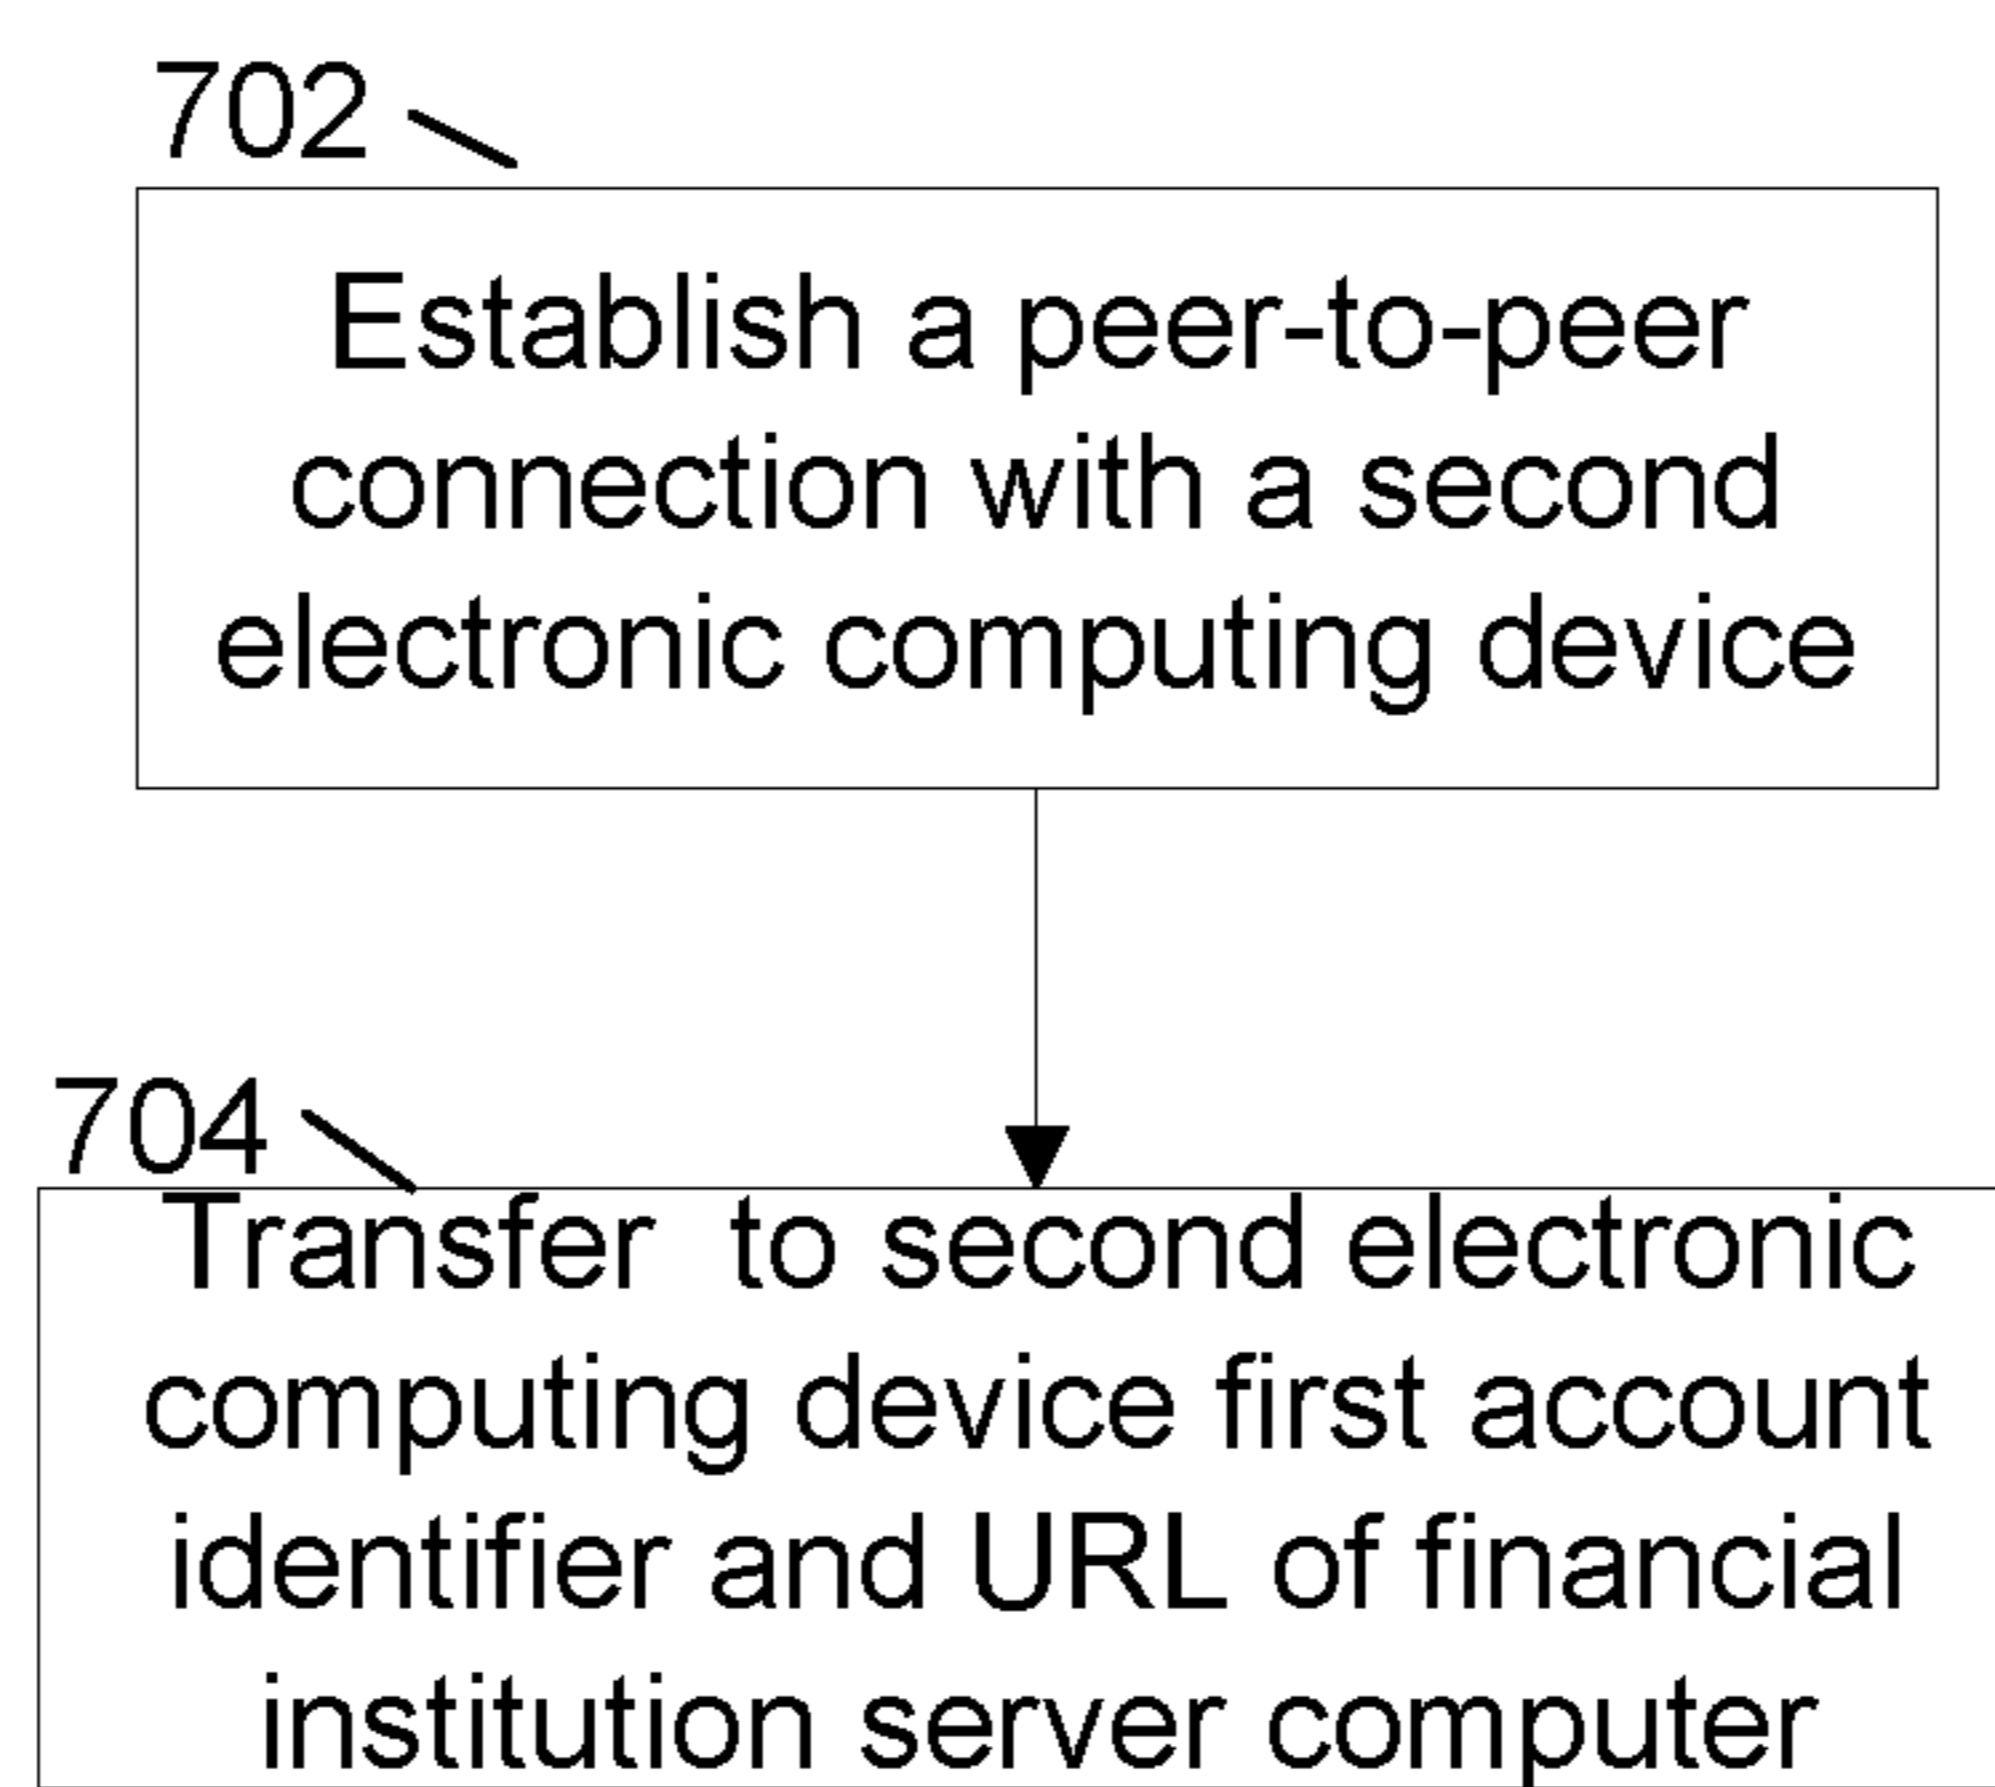 702
Establish a peer-to-peer
connection with a second
electronic computing device
704
Transfer to second electronic
computing device first account
identifier and URL of financial
institution server computer